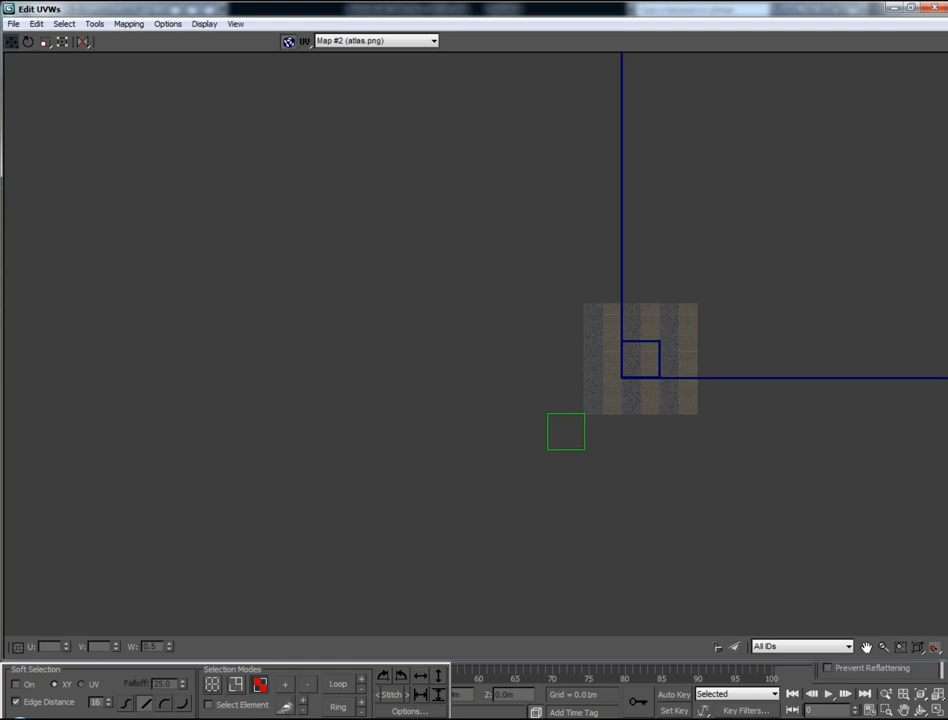 Edit UVWs
File Edit Select Tools Mapping Options Display View
UV Map #2 (atlas.png)
U: V: W: 0.5 All IDs
Soft Selection
On XY UV Falloff: 25.0
Edge Distance 16
Selection Modes
+ - Loop
Select Element Ring
< Stitch >
Options...
60 65 70 75 80 85 90 95 100
Z: 0.0m Grid = 0.01m
Add Time Tag
Auto Key Selected
Set Key Key Filters...
0
Prevent Reflattening